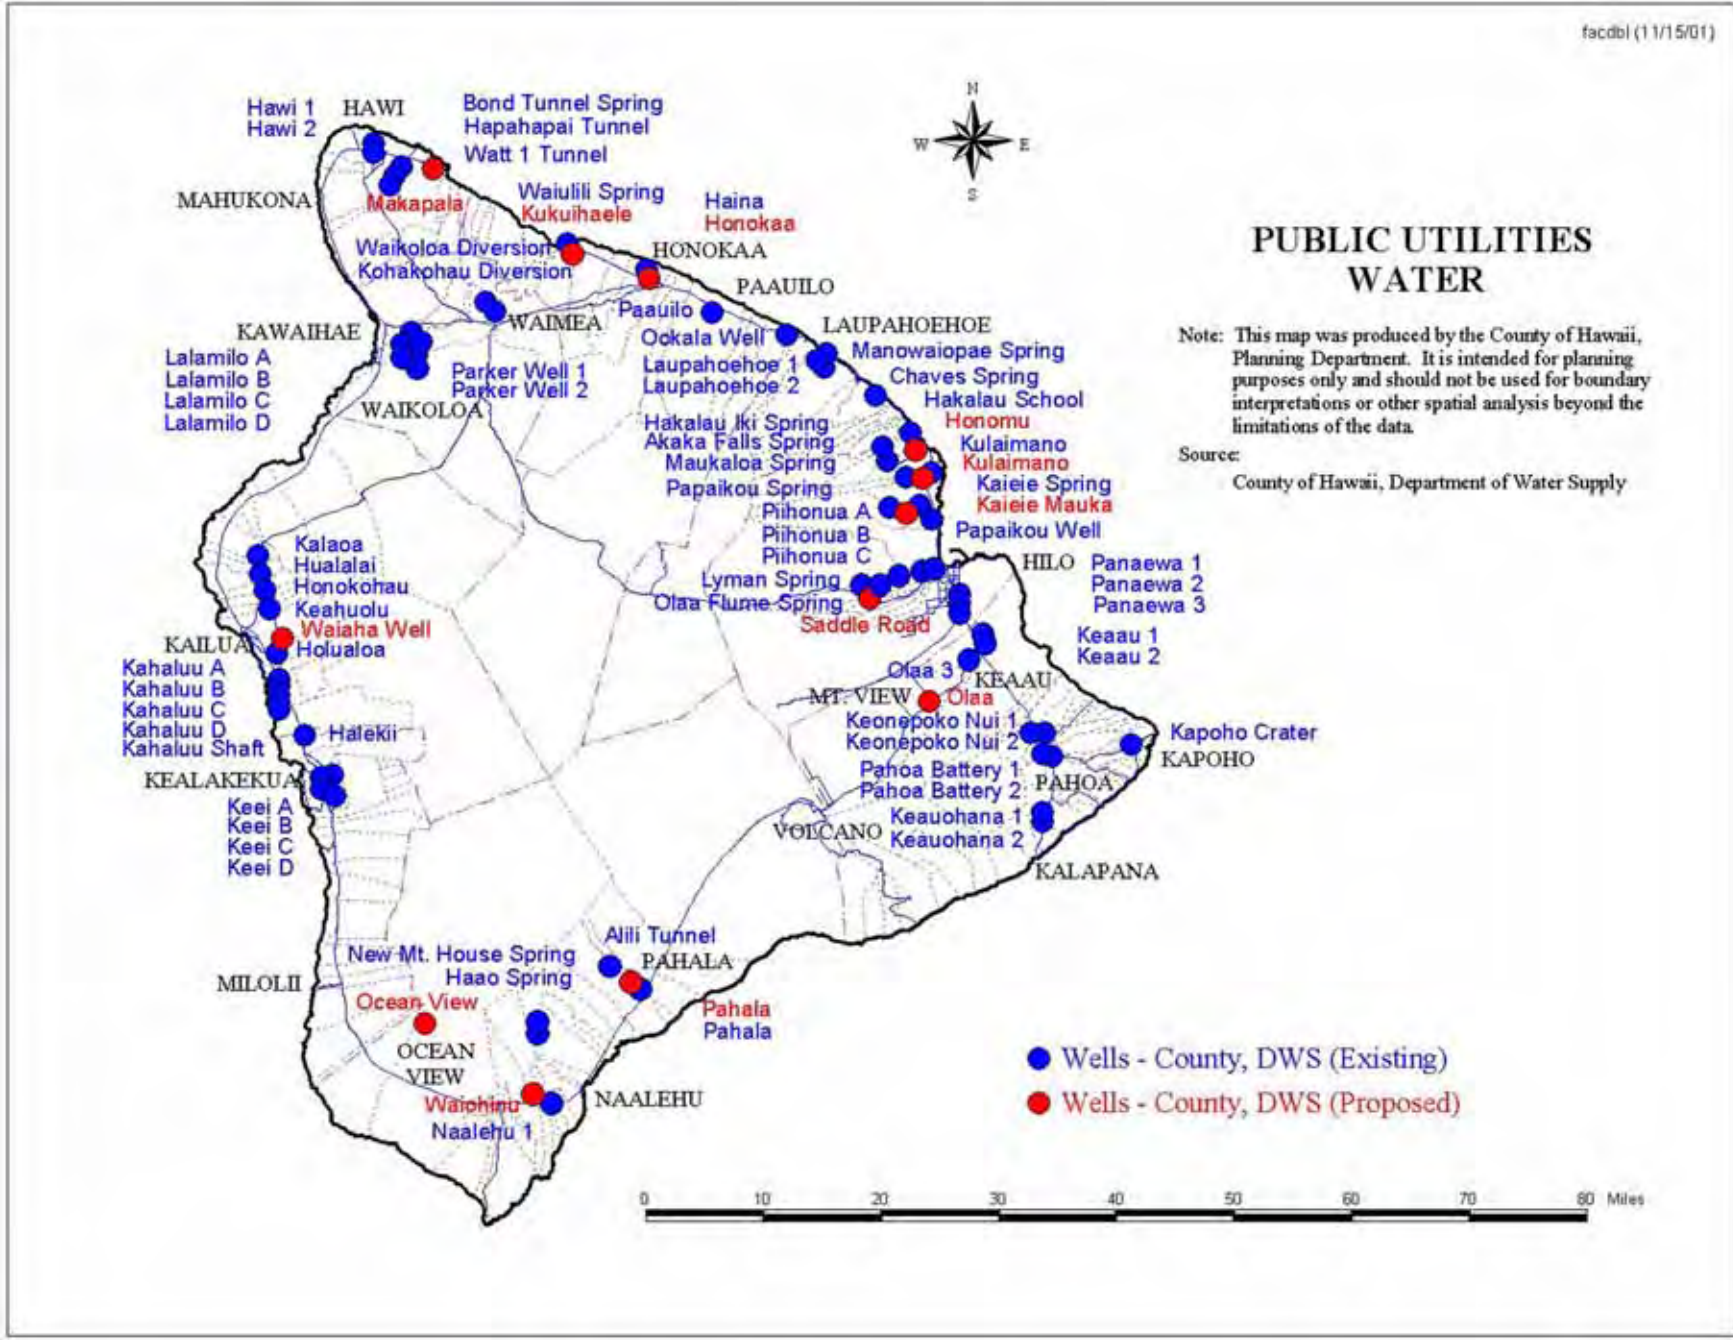 facdbl (11/15/01)
Hawi 1
Hawi 2
HAWI
Bond Tunnel Spring
Hapahapai Tunnel
Watt 1 Tunnel
N
W
E
S
MAHUKONA
Makapala
Waiulili Spring
Kukuihaele
Haina
Honokaa
HONOKAA
Waikoloa Diversion
Kohakohau Diversion
PAAUILO
PUBLIC UTILITIES
WATER
Note: This map was produced by the County of Hawaii,
Planning Department. It is intended for planning
purposes only and should not be used for boundary
interpretations or other spatial analysis beyond the
limitations of the data.
Source:
County of Hawaii, Department of Water Supply
KAWAIHAE
WAIMEA
Paauilo
LAUPAHOEHOE
Ookala Well
Lalamilo A
Lalamilo B
Lalamilo C
Lalamilo D
Parker Well 1
Parker Well 2
WAIKOLOA
Laupahoehoe 1
Laupahoehoe 2
Manowaiopae Spring
Chaves Spring
Hakalau School
Honomu
Hakalau Iki Spring
Akaka Falls Spring
Maukaloa Spring
Papaikou Spring
Kulaimano
Kulaimano
Kaieie Spring
Kaieie Mauka
Papaikou Well
Piihonua A
Piihonua B
Piihonua C
Lyman Spring
Olaa Flume Spring
Saddle Road
HILO
Panaewa 1
Panaewa 2
Panaewa 3
Keaau 1
Keaau 2
Kalaoa
Hualalai
Honokohau
Keahuolu
Waiaha Well
KAILUA
Holualoa
Kahaluu A
Kahaluu B
Kahaluu C
Kahaluu D
Kahaluu Shaft
Halekii
Olaa 3
KEAAU
MT. VIEW
Olaa
Keonepoko Nui 1
Keonepoko Nui 2
Kapoho Crater
KAPOHO
Pahoa Battery 1
Pahoa Battery 2
PAHOA
KEALAKEKUA
Keei A
Keei B
Keei C
Keei D
VOLCANO
Keauohana 1
Keauohana 2
KALAPANA
Alili Tunnel
New Mt. House Spring
Haao Spring
PAHALA
MILOLII
Ocean View
Pahala
Pahala
OCEAN
VIEW
Waiohinu
NAALEHU
Naalehu 1
Wells - County, DWS (Existing)
Wells - County, DWS (Proposed)
0 10 20 30 40 50 60 70 80 Miles